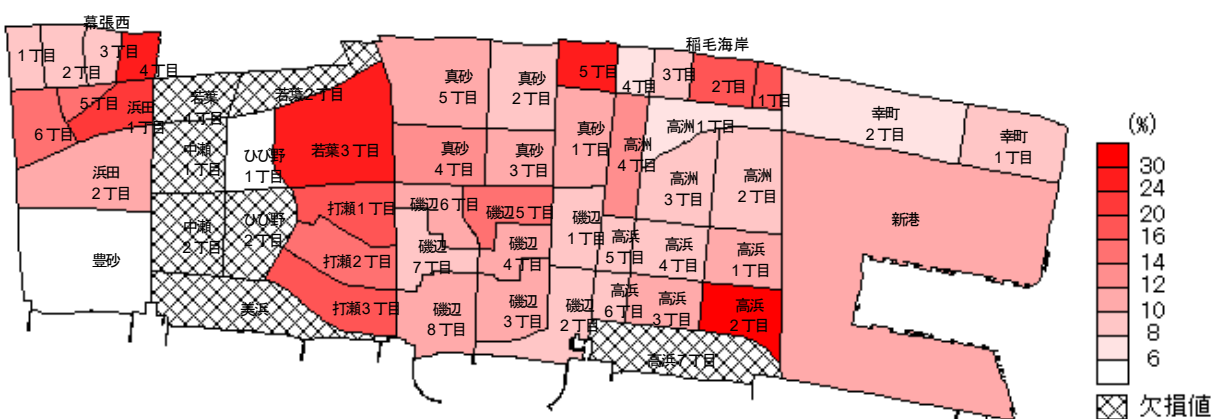 幕張西
1丁目
2丁目
3丁目
4丁目
5丁目
6丁目
浜田
1丁目
浜田
2丁目
豊砂
若葉
1丁目
若葉2丁目
若葉3丁目
中瀬
1丁目
中瀬
2丁目
ひび野
1丁目
ひび野
2丁目
美浜
打瀬1丁目
打瀬2丁目
打瀬3丁目
真砂
5丁目
真砂
2丁目
真砂
4丁目
真砂
3丁目
真砂
1丁目
磯辺6丁目
磯辺5丁目
磯辺
7丁目
磯辺
4丁目
磯辺
1丁目
磯辺
8丁目
磯辺
3丁目
磯辺
2丁目
稲毛海岸
5丁目
4丁目
3丁目
2丁目
1丁目
高洲1丁目
高洲
4丁目
高洲
3丁目
高洲
2丁目
高浜
5丁目
高浜
4丁目
高浜
1丁目
高浜
6丁目
高浜
3丁目
高浜
2丁目
高浜7丁目
幸町
2丁目
幸町
1丁目
新港
(%)
30
24
20
16
14
12
10
8
6
欠損値